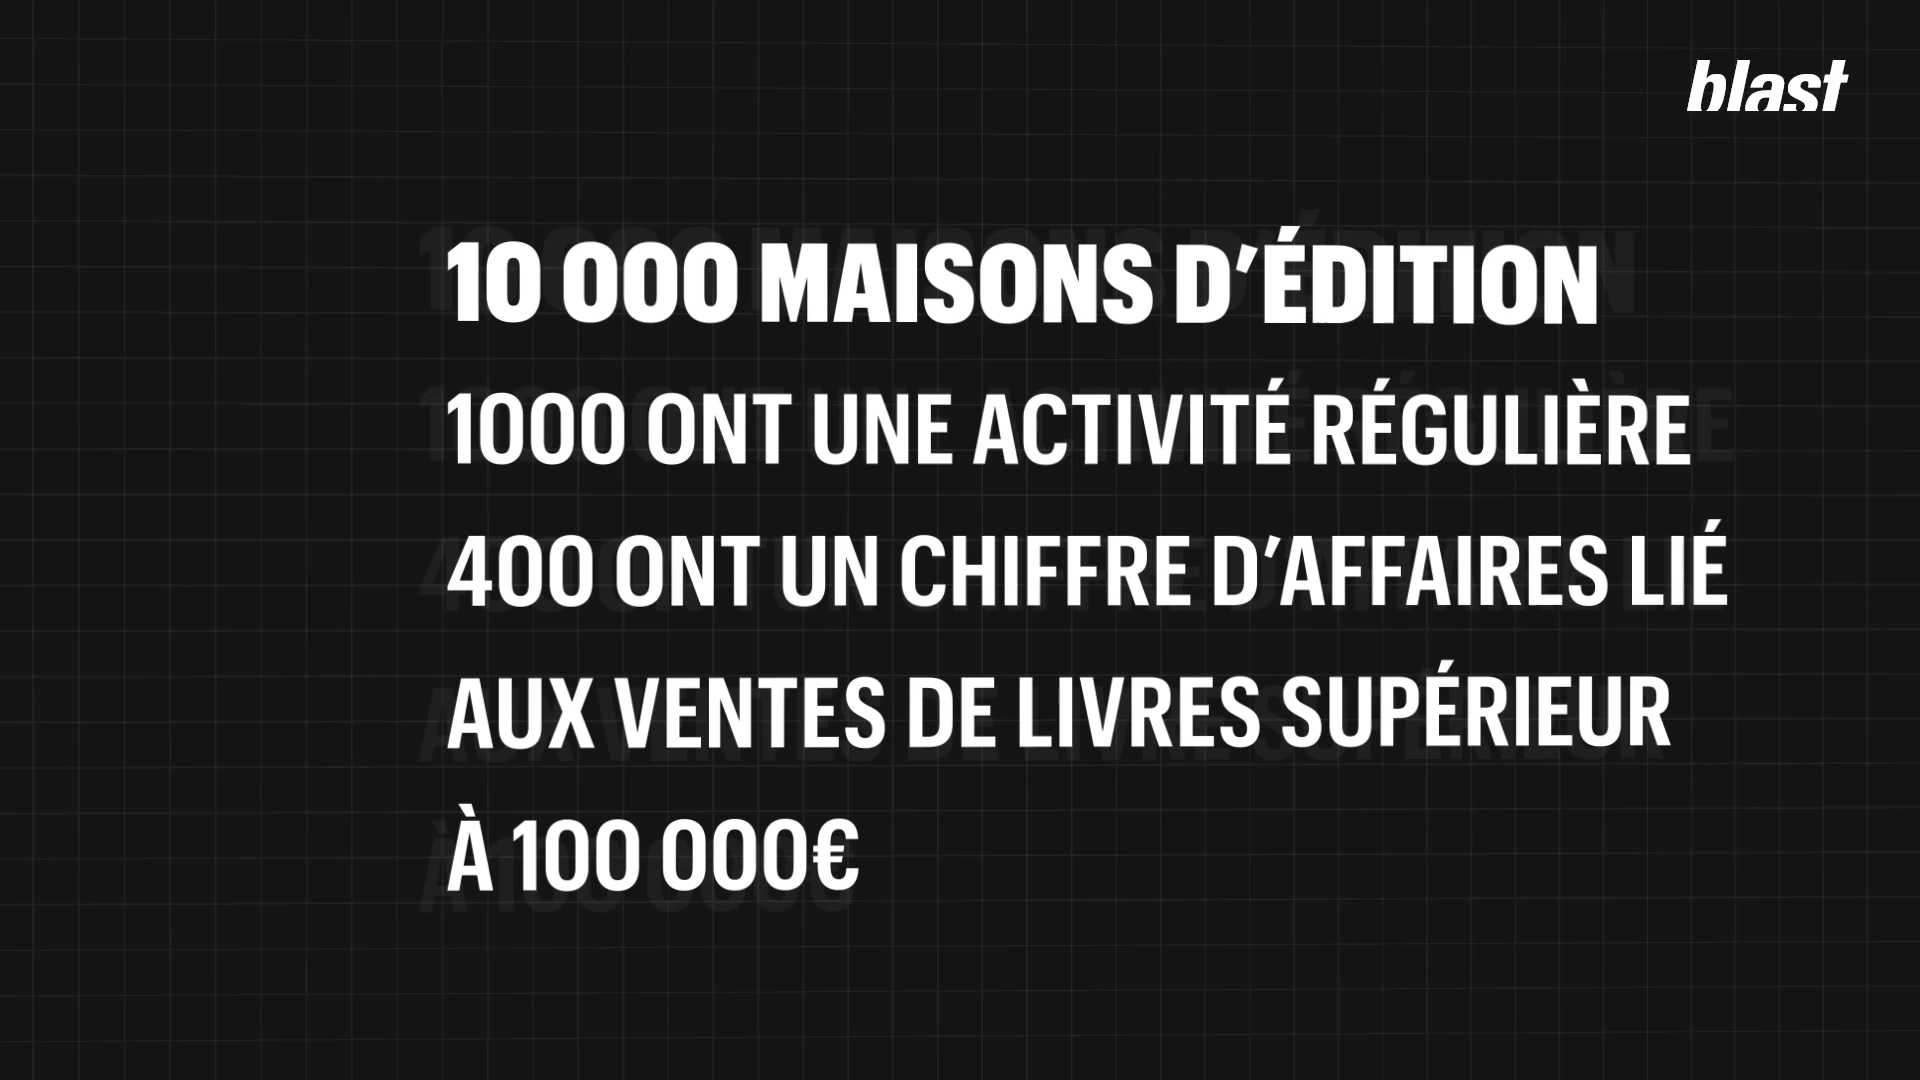 blast
10 000 MAISONS D’ÉDITION
1000 ONT UNE ACTIVITÉ RÉGULIÈRE
400 ONT UN CHIFFRE D’AFFAIRES LIÉ
AUX VENTES DE LIVRES SUPÉRIEUR
À 100 000€